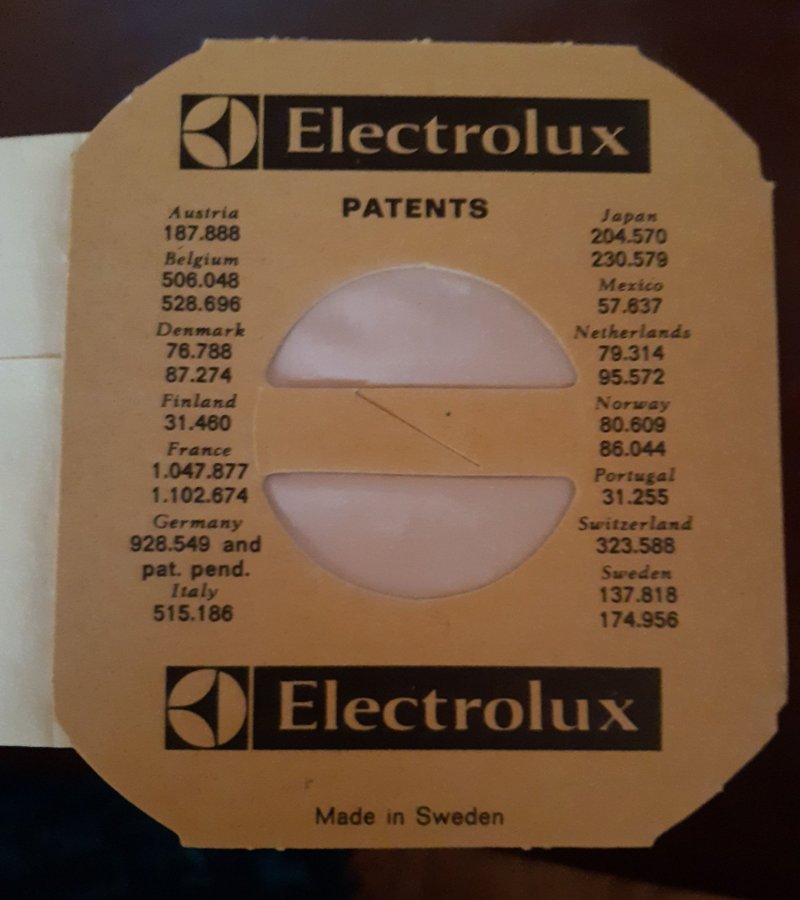 Electrolux
PATENTS
Austria
187.888
Belgium
506.048
528.696
Denmark
76.788
87.274
Finland
31.460
France
1.047.877
1.102.674
Germany
928.549 and
pat. pend.
Italy
515.186
Japan
204.570
230.579
Mexico
57.637
Netherlands
79.314
95.572
Norway
80.609
86.044
Portugal
31.255
Switzerland
323.588
Sweden
137.818
174.956
Electrolux
Made in Sweden